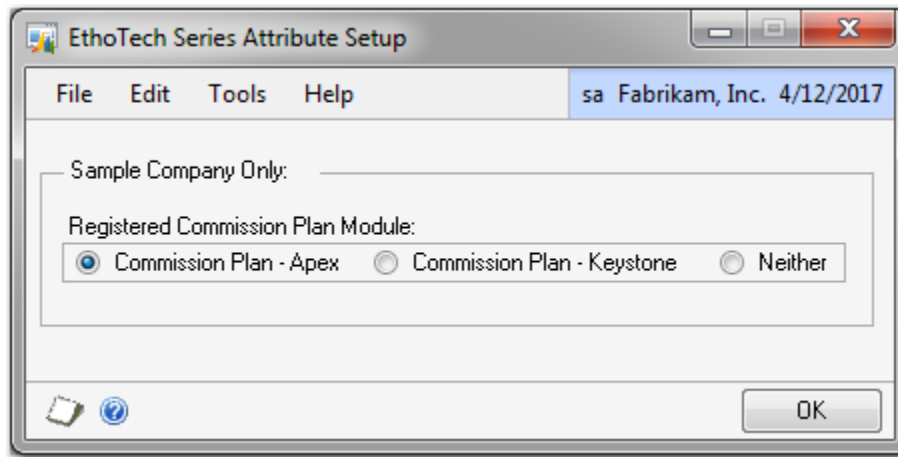 EthoTech Series Attribute Setup
File Edit Tools Help sa Fabrikam, Inc. 4/12/2017
Sample Company Only:
Registered Commission Plan Module:
Commission Plan - Apex Commission Plan - Keystone Neither
OK